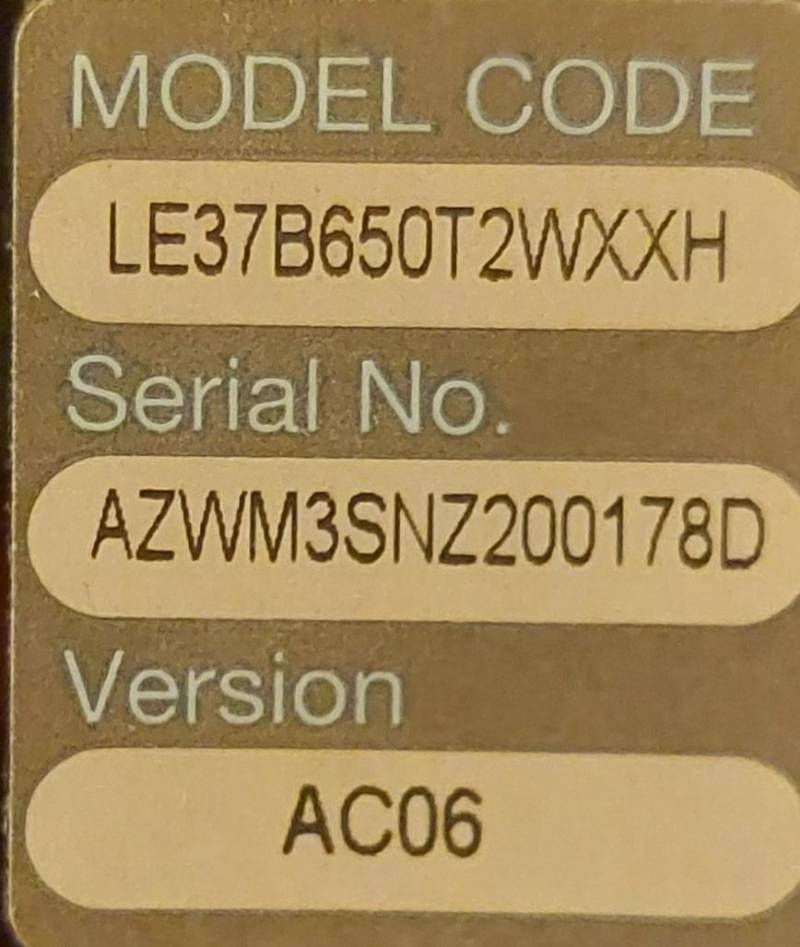 MODEL CODE
LE37B650T2WXXH
Serial No.
AZWM3SNZ200178D
Version
AC06